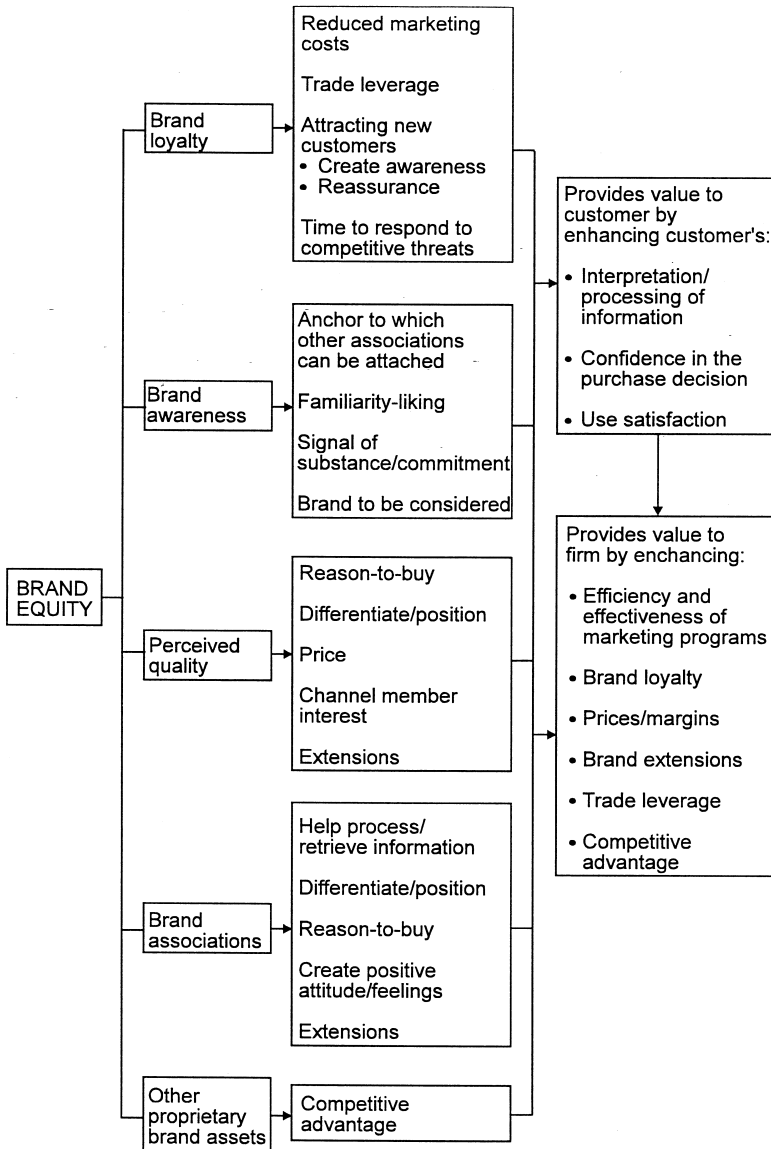 BRAND
EQUITY
Brand
loyalty
Reduced marketing
costs
Trade leverage
Attracting new
customers
• Create awareness
• Reassurance
Time to respond to
competitive threats
Brand
awareness
Anchor to which
other associations
can be attached
Familiarity-liking
Signal of
substance/commitment
Brand to be considered
Perceived
quality
Reason-to-buy
Differentiate/position
Price
Channel member
interest
Extensions
Brand
associations
Help process/
retrieve information
Differentiate/position
Reason-to-buy
Create positive
attitude/feelings
Extensions
Other
proprietary
brand assets
Competitive
advantage
Provides value to
customer by
enhancing customer's:
• Interpretation/
processing of
information
• Confidence in the
purchase decision
• Use satisfaction
Provides value to
firm by enchancing:
• Efficiency and
effectiveness of
marketing programs
• Brand loyalty
• Prices/margins
• Brand extensions
• Trade leverage
• Competitive
advantage